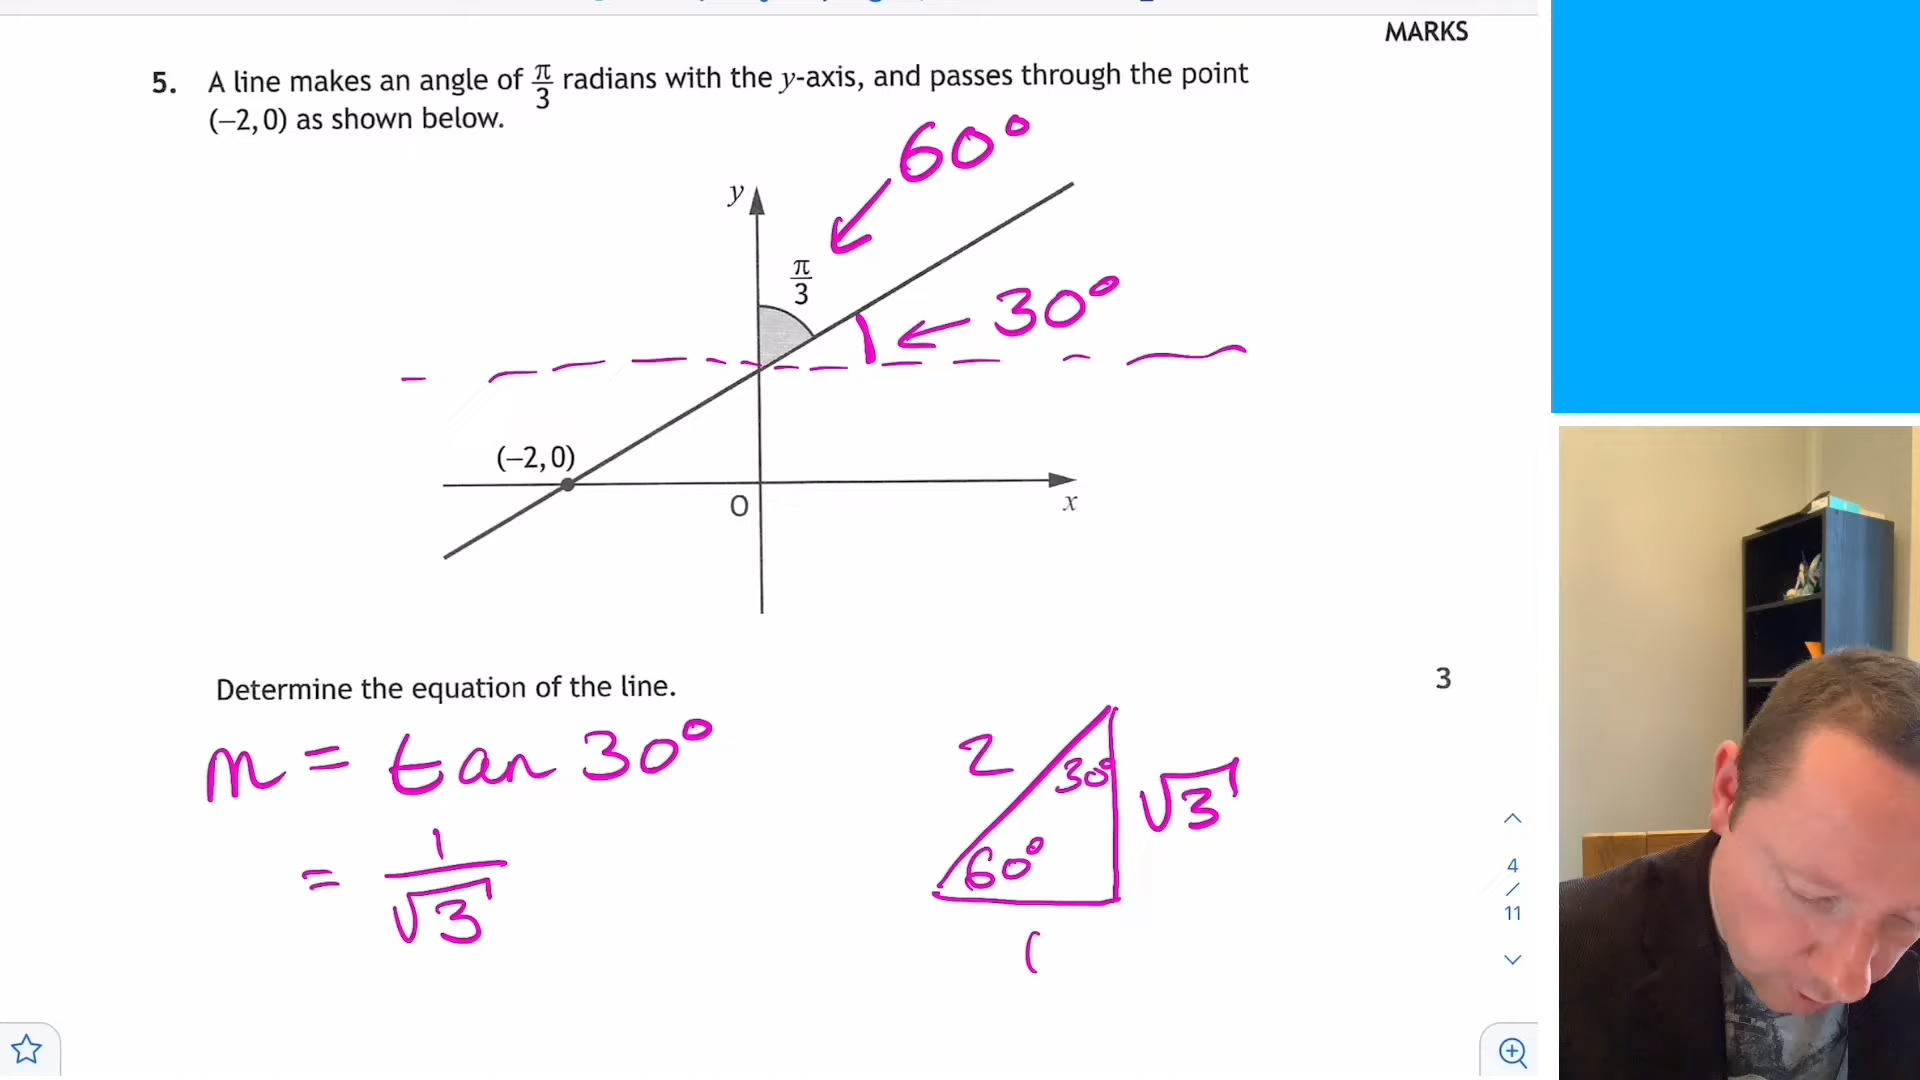 MARKS
5. A line makes an angle of π/3 radians with the y-axis, and passes through the point
(–2,0) as shown below.
60°
y
π/3
30°
(–2,0)
O
x
Determine the equation of the line.
3
m = tan 30°
= 1/√3
2
30°
√3
60°
1
4
/
11